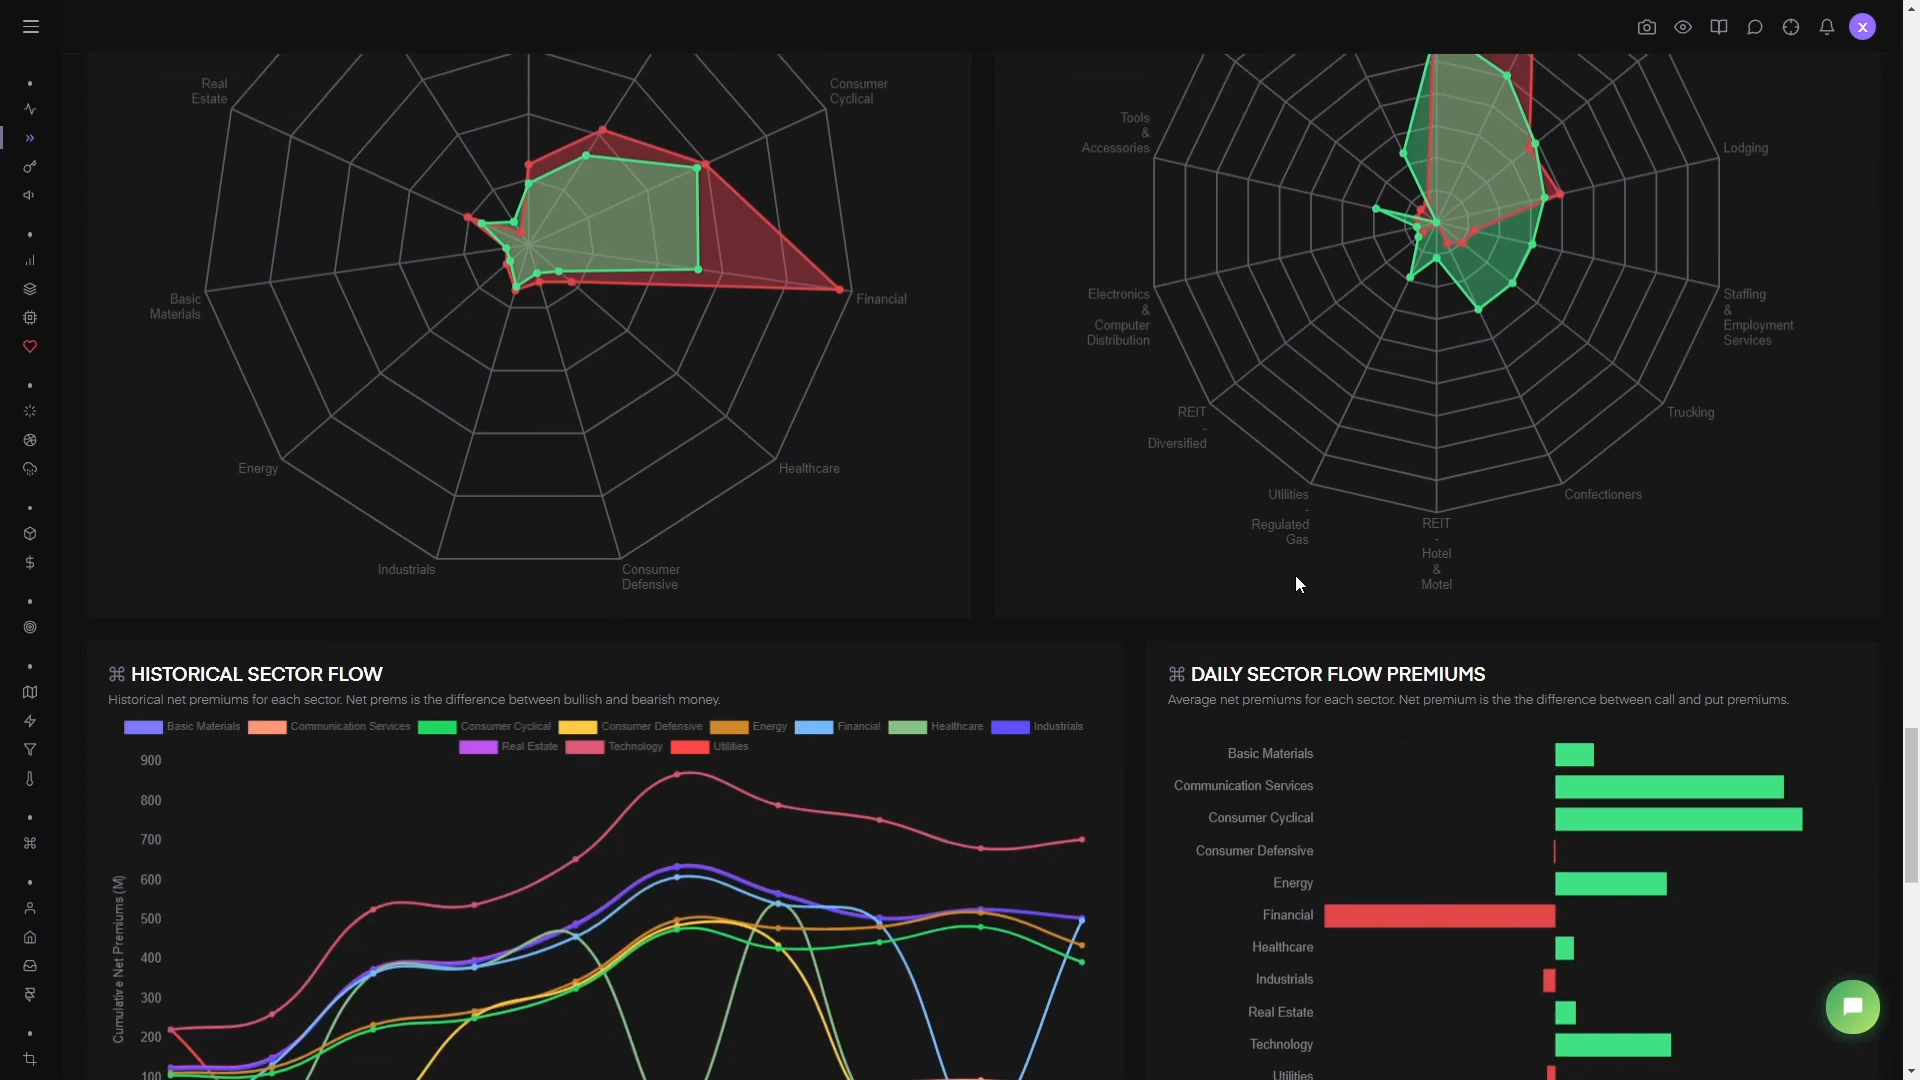 X
Real
Estate
Consumer
Cyclical
Basic
Materials
Financial
Energy
Healthcare
Industrials
Consumer
Defensive
Tools
&
Accessories
Lodging
Electronics
&
Computer
Distribution
Staffing
&
Employment
Services
REIT
-
Diversified
Trucking
Utilities
-
Regulated
Gas
REIT
-
Hotel
&
Motel
Confectioners
⌘ HISTORICAL SECTOR FLOW
Historical net premiums for each sector. Net prems is the difference between bullish and bearish money.
Basic Materials Communication Services Consumer Cyclical Consumer Defensive Energy Financial Healthcare Industrials
Real Estate Technology Utilities
Cumulative Net Premiums (M)
900
800
700
600
500
400
300
200
100
⌘ DAILY SECTOR FLOW PREMIUMS
Average net premiums for each sector. Net premium is the the difference between call and put premiums.
Basic Materials
Communication Services
Consumer Cyclical
Consumer Defensive
Energy
Financial
Healthcare
Industrials
Real Estate
Technology
Utilities